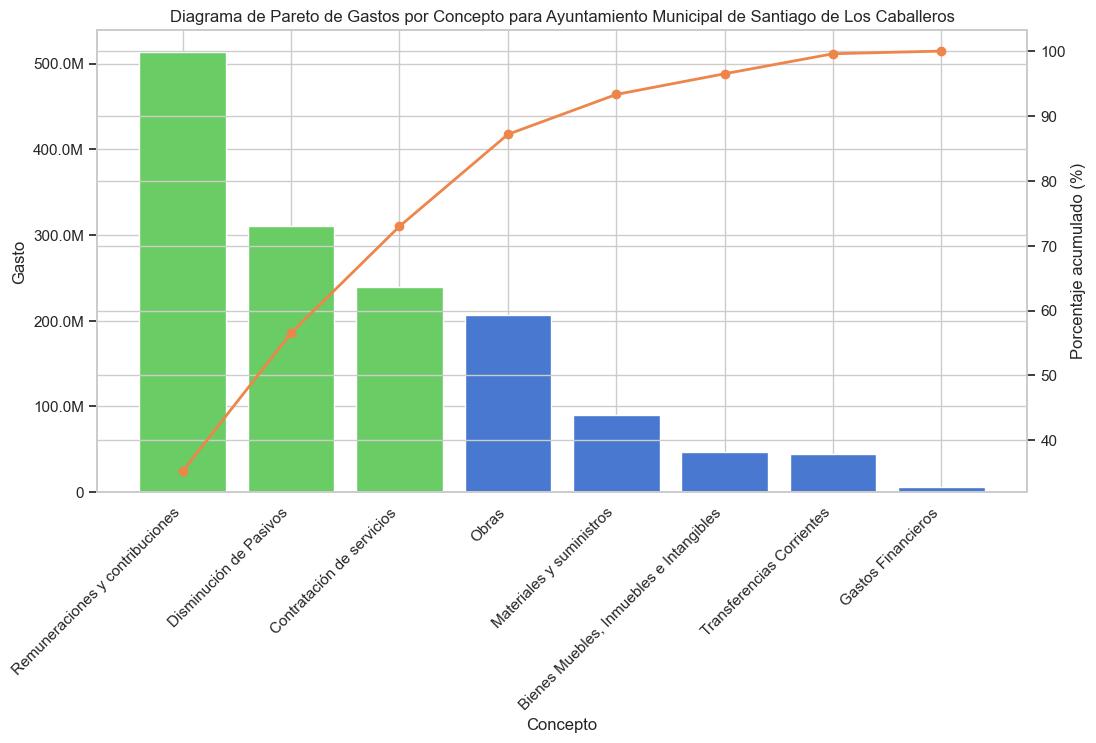 Diagrama de Pareto de Gastos por Concepto para Ayuntamiento Municipal de Santiago de Los Caballeros
Gasto
500.0M
400.0M
300.0M
200.0M
100.0M
0
100
90
80
70
60
50
40
Porcentaje acumulado (%)
Remuneraciones y contribuciones
Disminución de Pasivos
Contratación de servicios
Obras
Materiales y suministros
Bienes Muebles, Inmuebles e Intangibles
Transferencias Corrientes
Gastos Financieros
Concepto